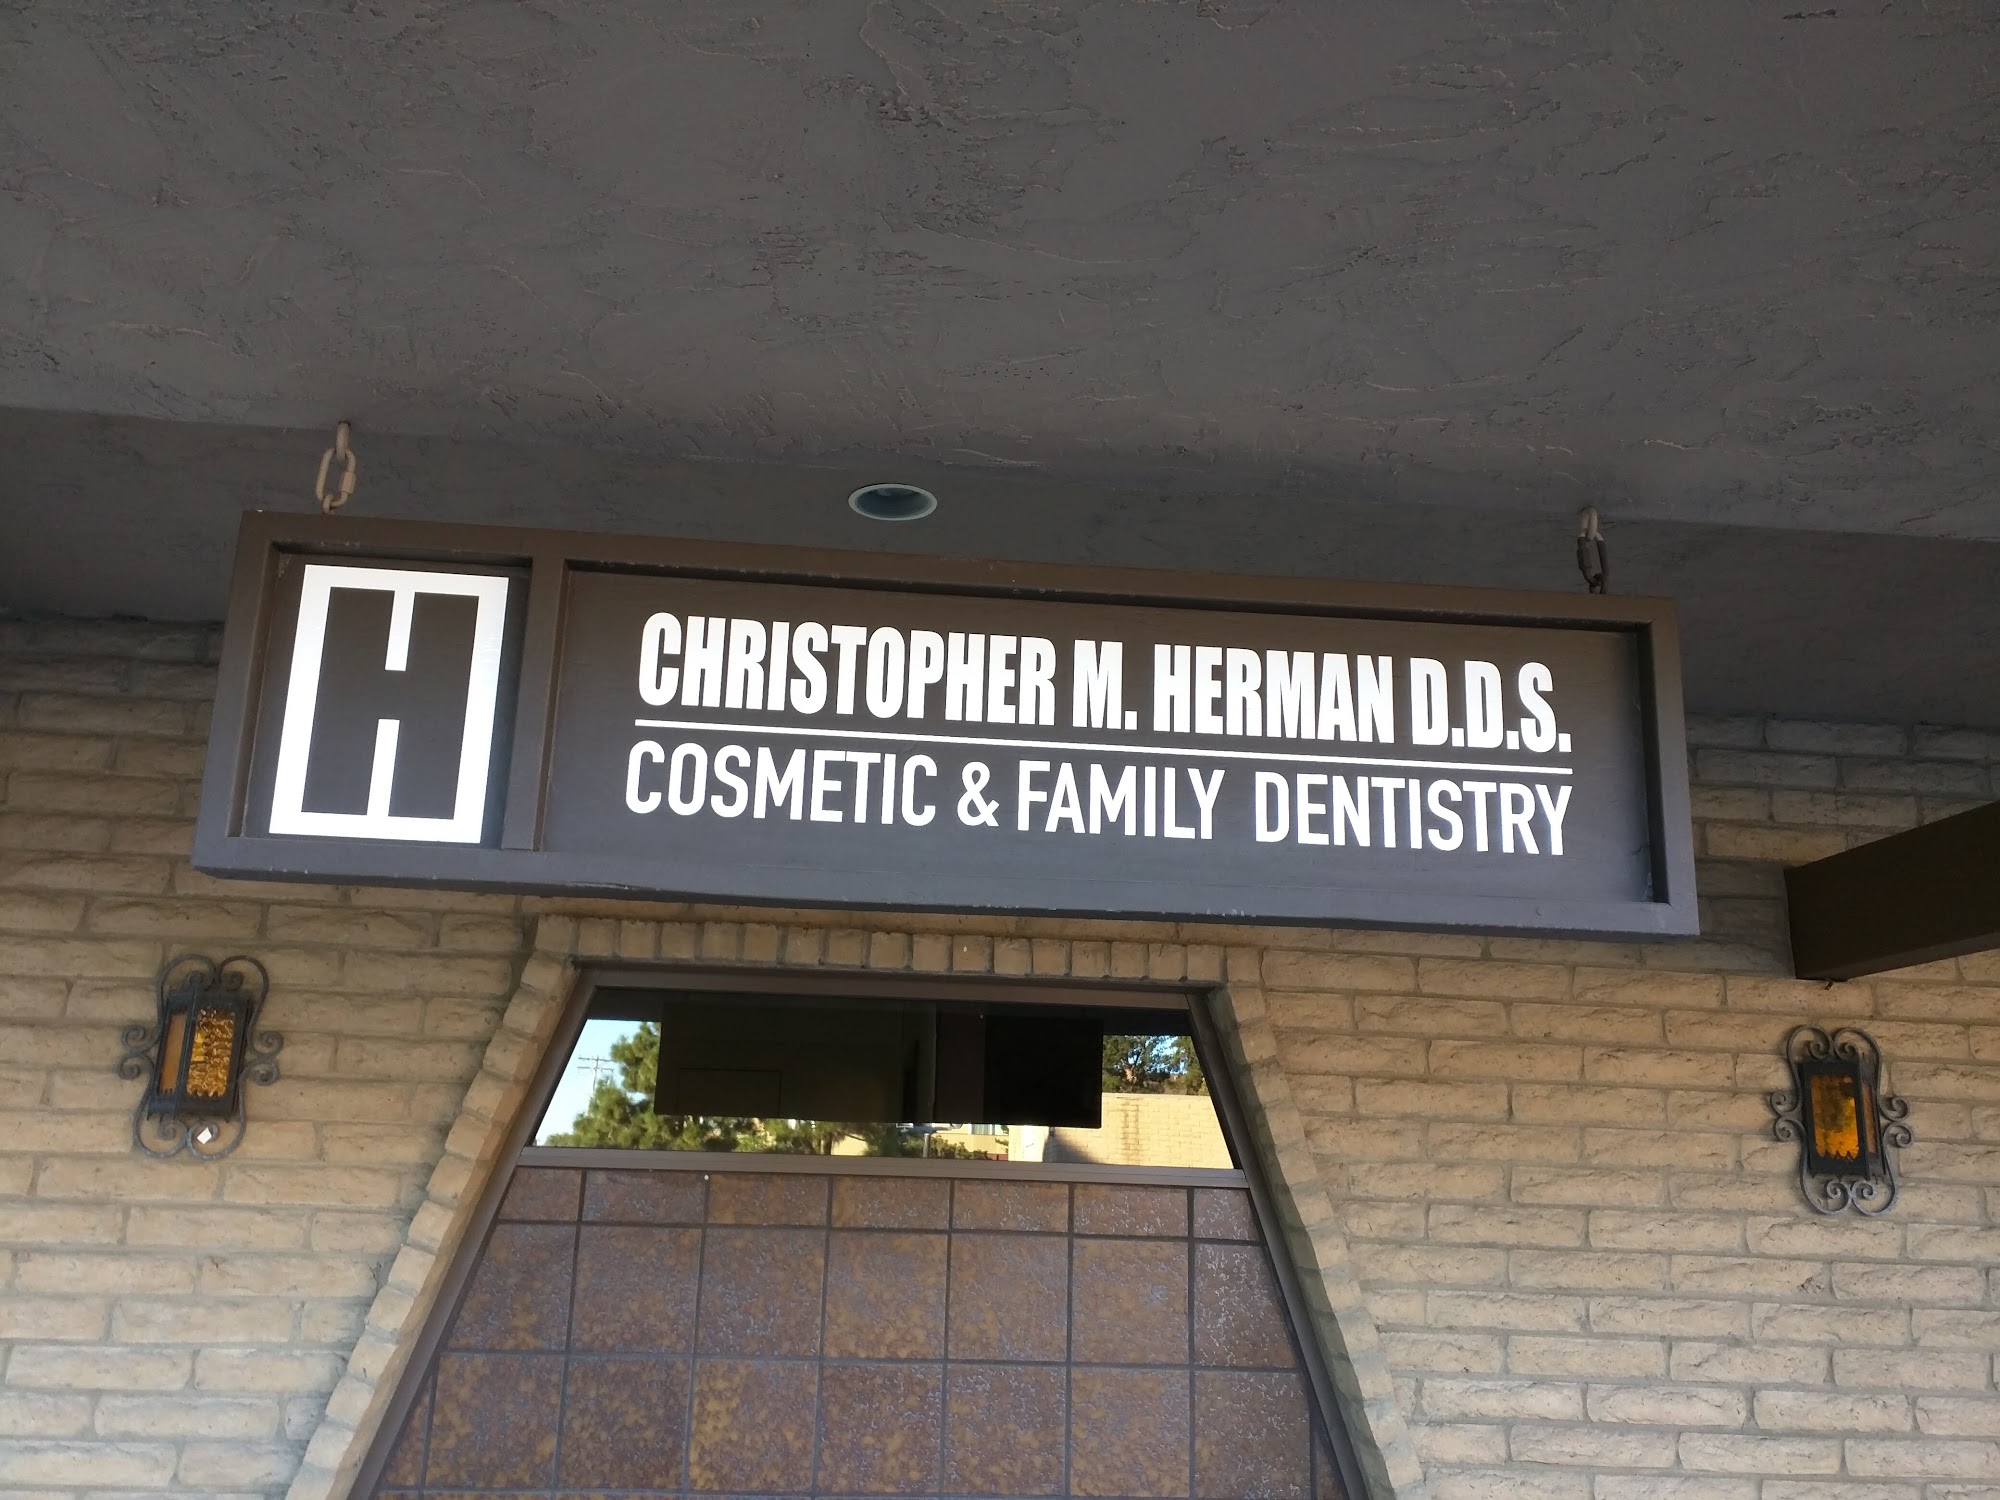 H
CHRISTOPHER M. HERMAN D.D.S.
COSMETIC & FAMILY DENTISTRY